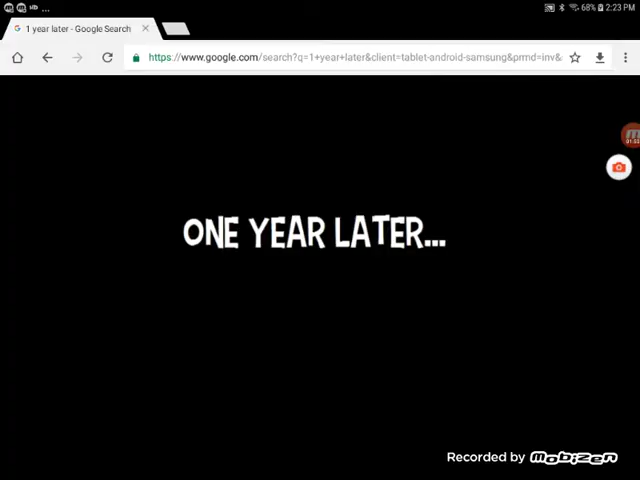 68% 2:23 PM
1 year later - Google Search
https://www.google.com/search?q=1+year+later&client=tablet-android-samsung&prmd=inv&
ONE YEAR LATER...
Recorded by Mobizen